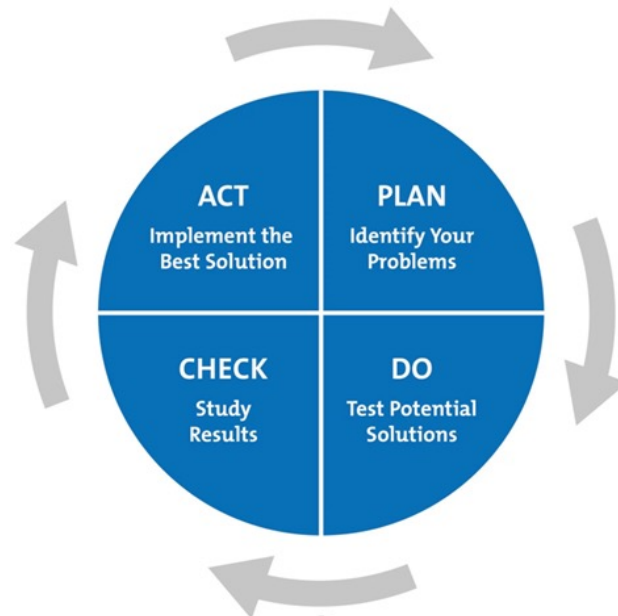 ACT
Implement the
Best Solution
PLAN
Identify Your
Problems
CHECK
Study
Results
DO
Test Potential
Solutions